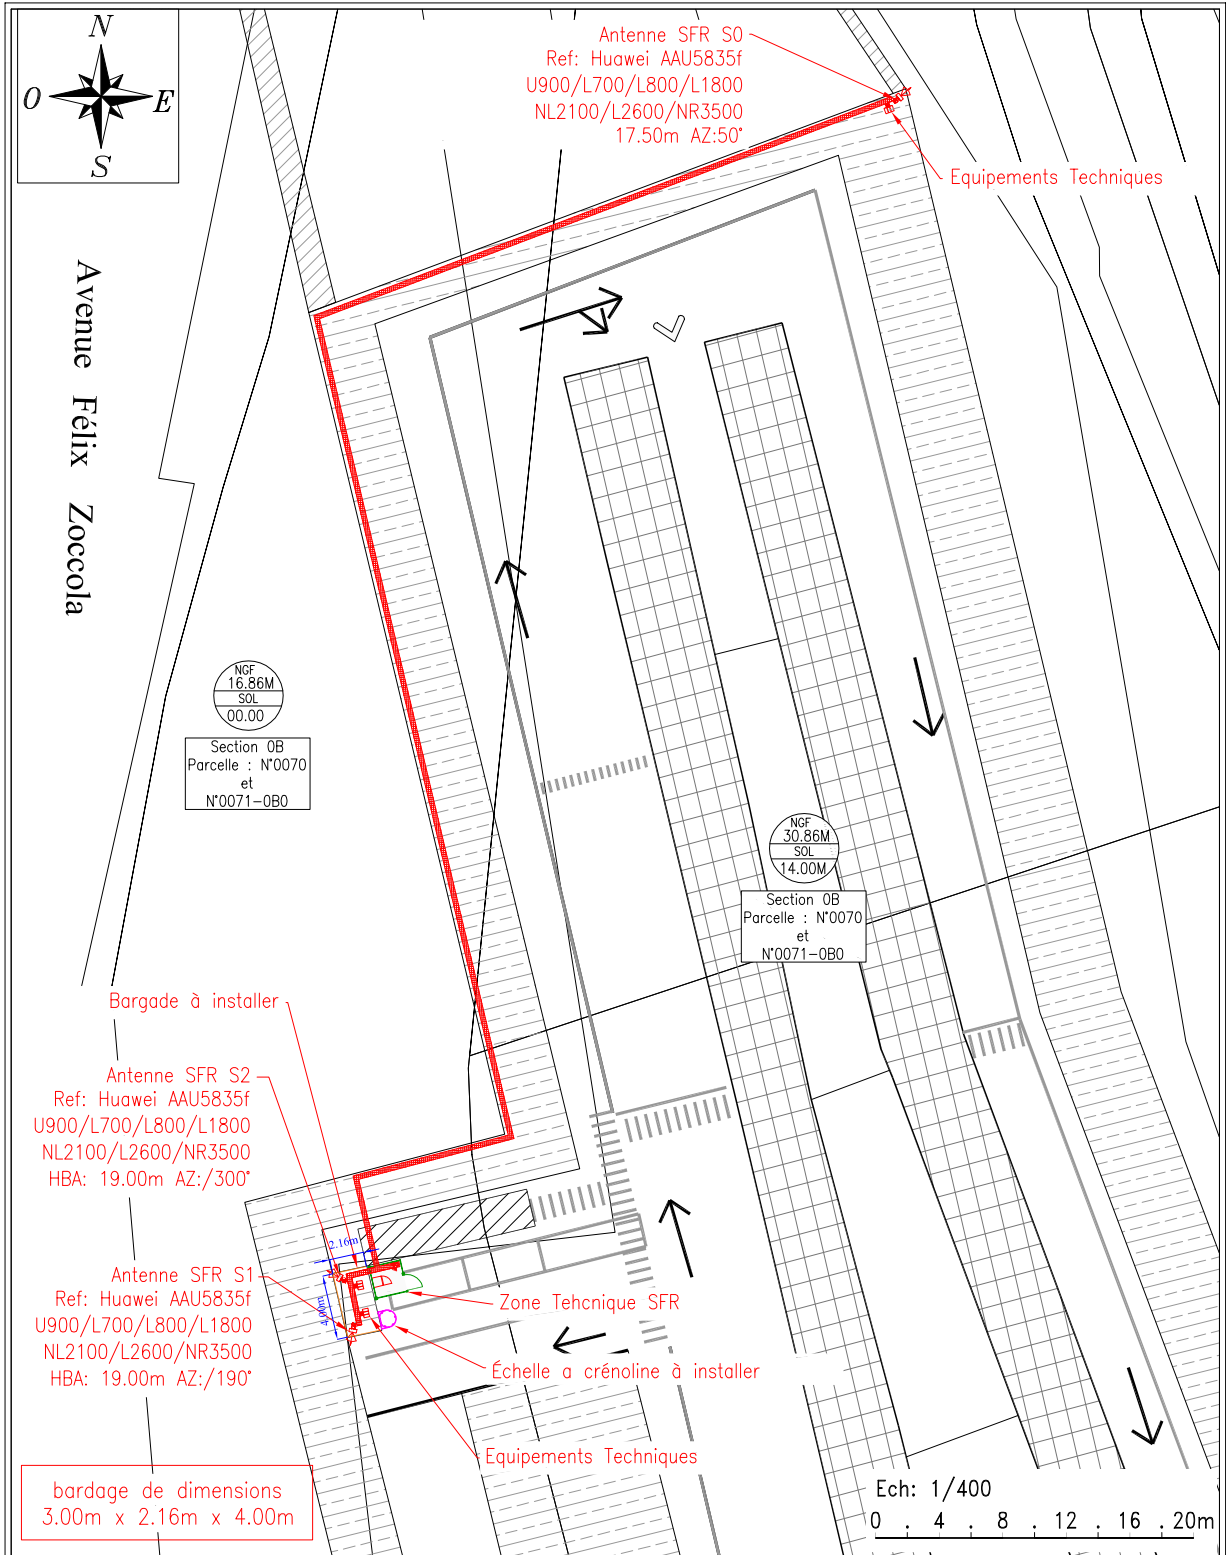 N
O
E
S
Antenne SFR S0
Ref: Huawei AAU5835f
U900/L700/L800/L1800
NL2100/L2600/NR3500
17.50m AZ:50°
Equipements Techniques
Avenue Félix Zoccola
NGF
16.86M
SOL
00.00
Section 0B
Parcelle : N°0070
et
N°0071-0B0
NGF
30.86M
SOL
14.00M
Section 0B
Parcelle : N°0070
et
N°0071-0B0
Bargade à installer
Antenne SFR S2
Ref: Huawei AAU5835f
U900/L700/L800/L1800
NL2100/L2600/NR3500
HBA: 19.00m AZ:/300°
2.16m
4.00m
Antenne SFR S1
Ref: Huawei AAU5835f
U900/L700/L800/L1800
NL2100/L2600/NR3500
HBA: 19.00m AZ:/190°
Zone Tehcnique SFR
Échelle a crénoline à installer
Equipements Techniques
bardage de dimensions
3.00m x 2.16m x 4.00m
Ech: 1/400
0 . 4 . 8 . 12 . 16 . 20m